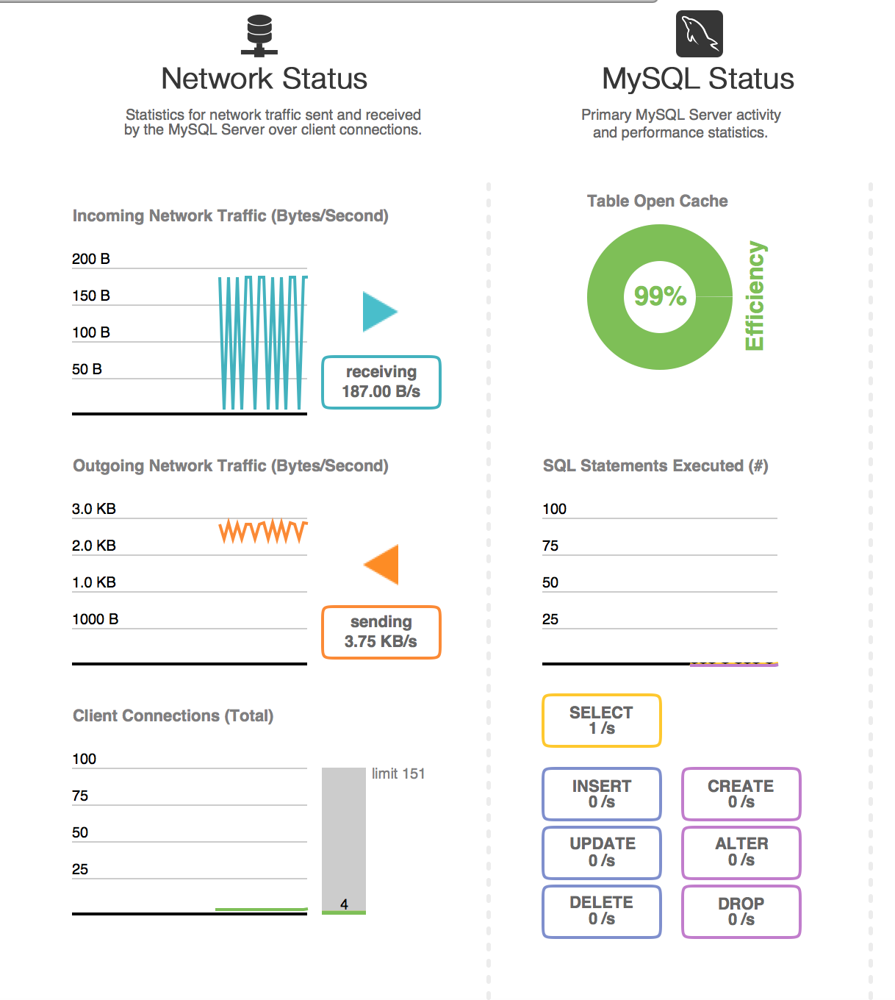 Network Status
Statistics for network traffic sent and received
by the MySQL Server over client connections.
Incoming Network Traffic (Bytes/Second)
200 B
150 B
100 B
50 B
receiving
187.00 B/s
Outgoing Network Traffic (Bytes/Second)
3.0 KB
2.0 KB
1.0 KB
1000 B
sending
3.75 KB/s
Client Connections (Total)
100
75
50
25
limit 151
4
MySQL Status
Primary MySQL Server activity
and performance statistics.
Table Open Cache
99%
Efficiency
SQL Statements Executed (#)
100
75
50
25
SELECT
1 /s
INSERT
0 /s
CREATE
0 /s
UPDATE
0 /s
ALTER
0 /s
DELETE
0 /s
DROP
0 /s